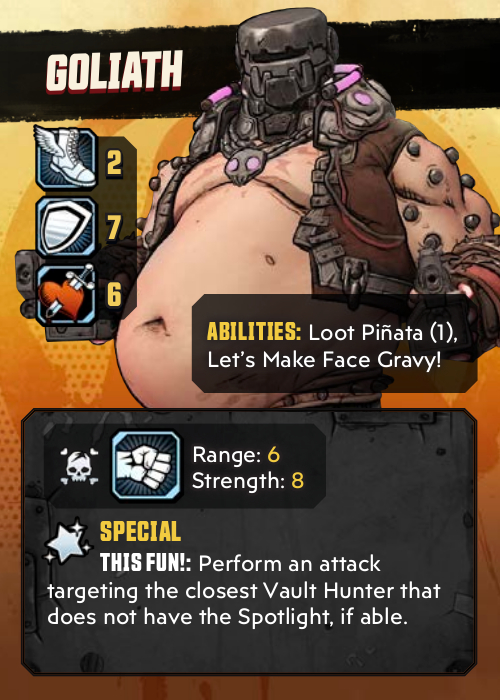 GOLIATH
2
7
6
ABILITIES: Loot Piñata (1),
Let's Make Face Gravy!
Range: 6
Strength: 8
SPECIAL
THIS FUN!: Perform an attack
targeting the closest Vault Hunter that
does not have the Spotlight, if able.